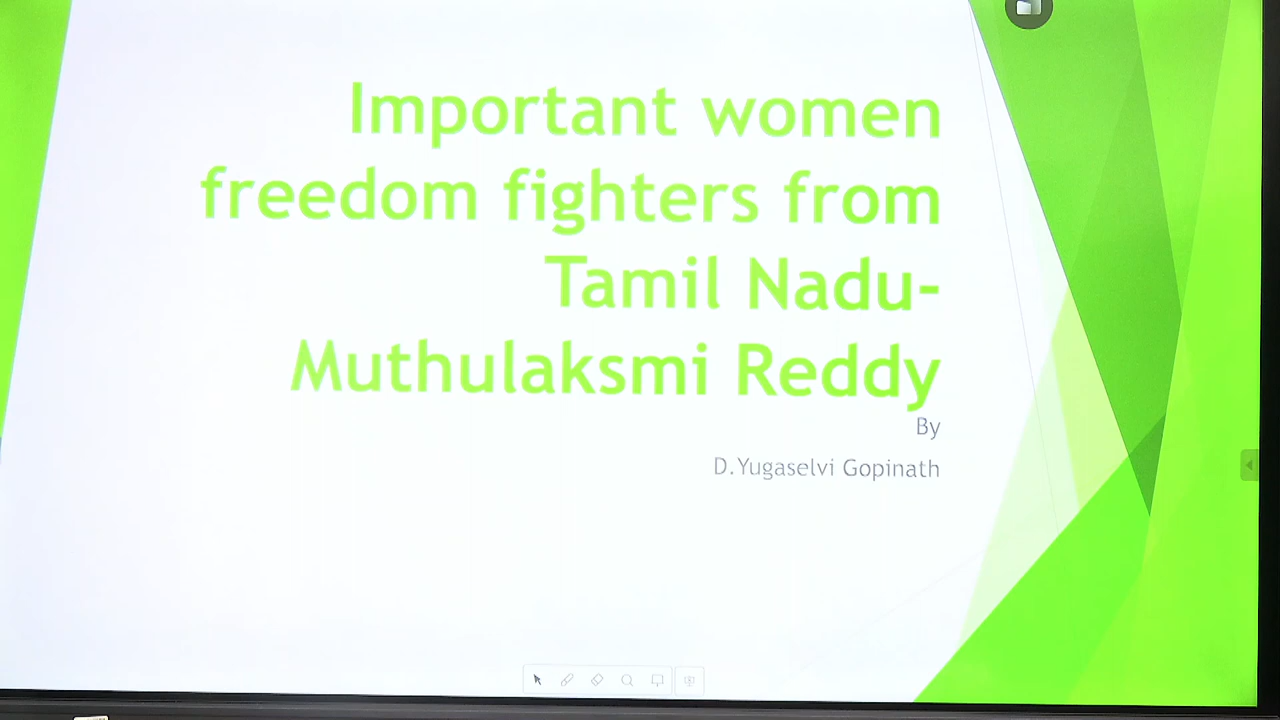 Important women
freedom fighters from
Tamil Nadu-
Muthulaksmi Reddy
By
D.Yugaselvi Gopinath